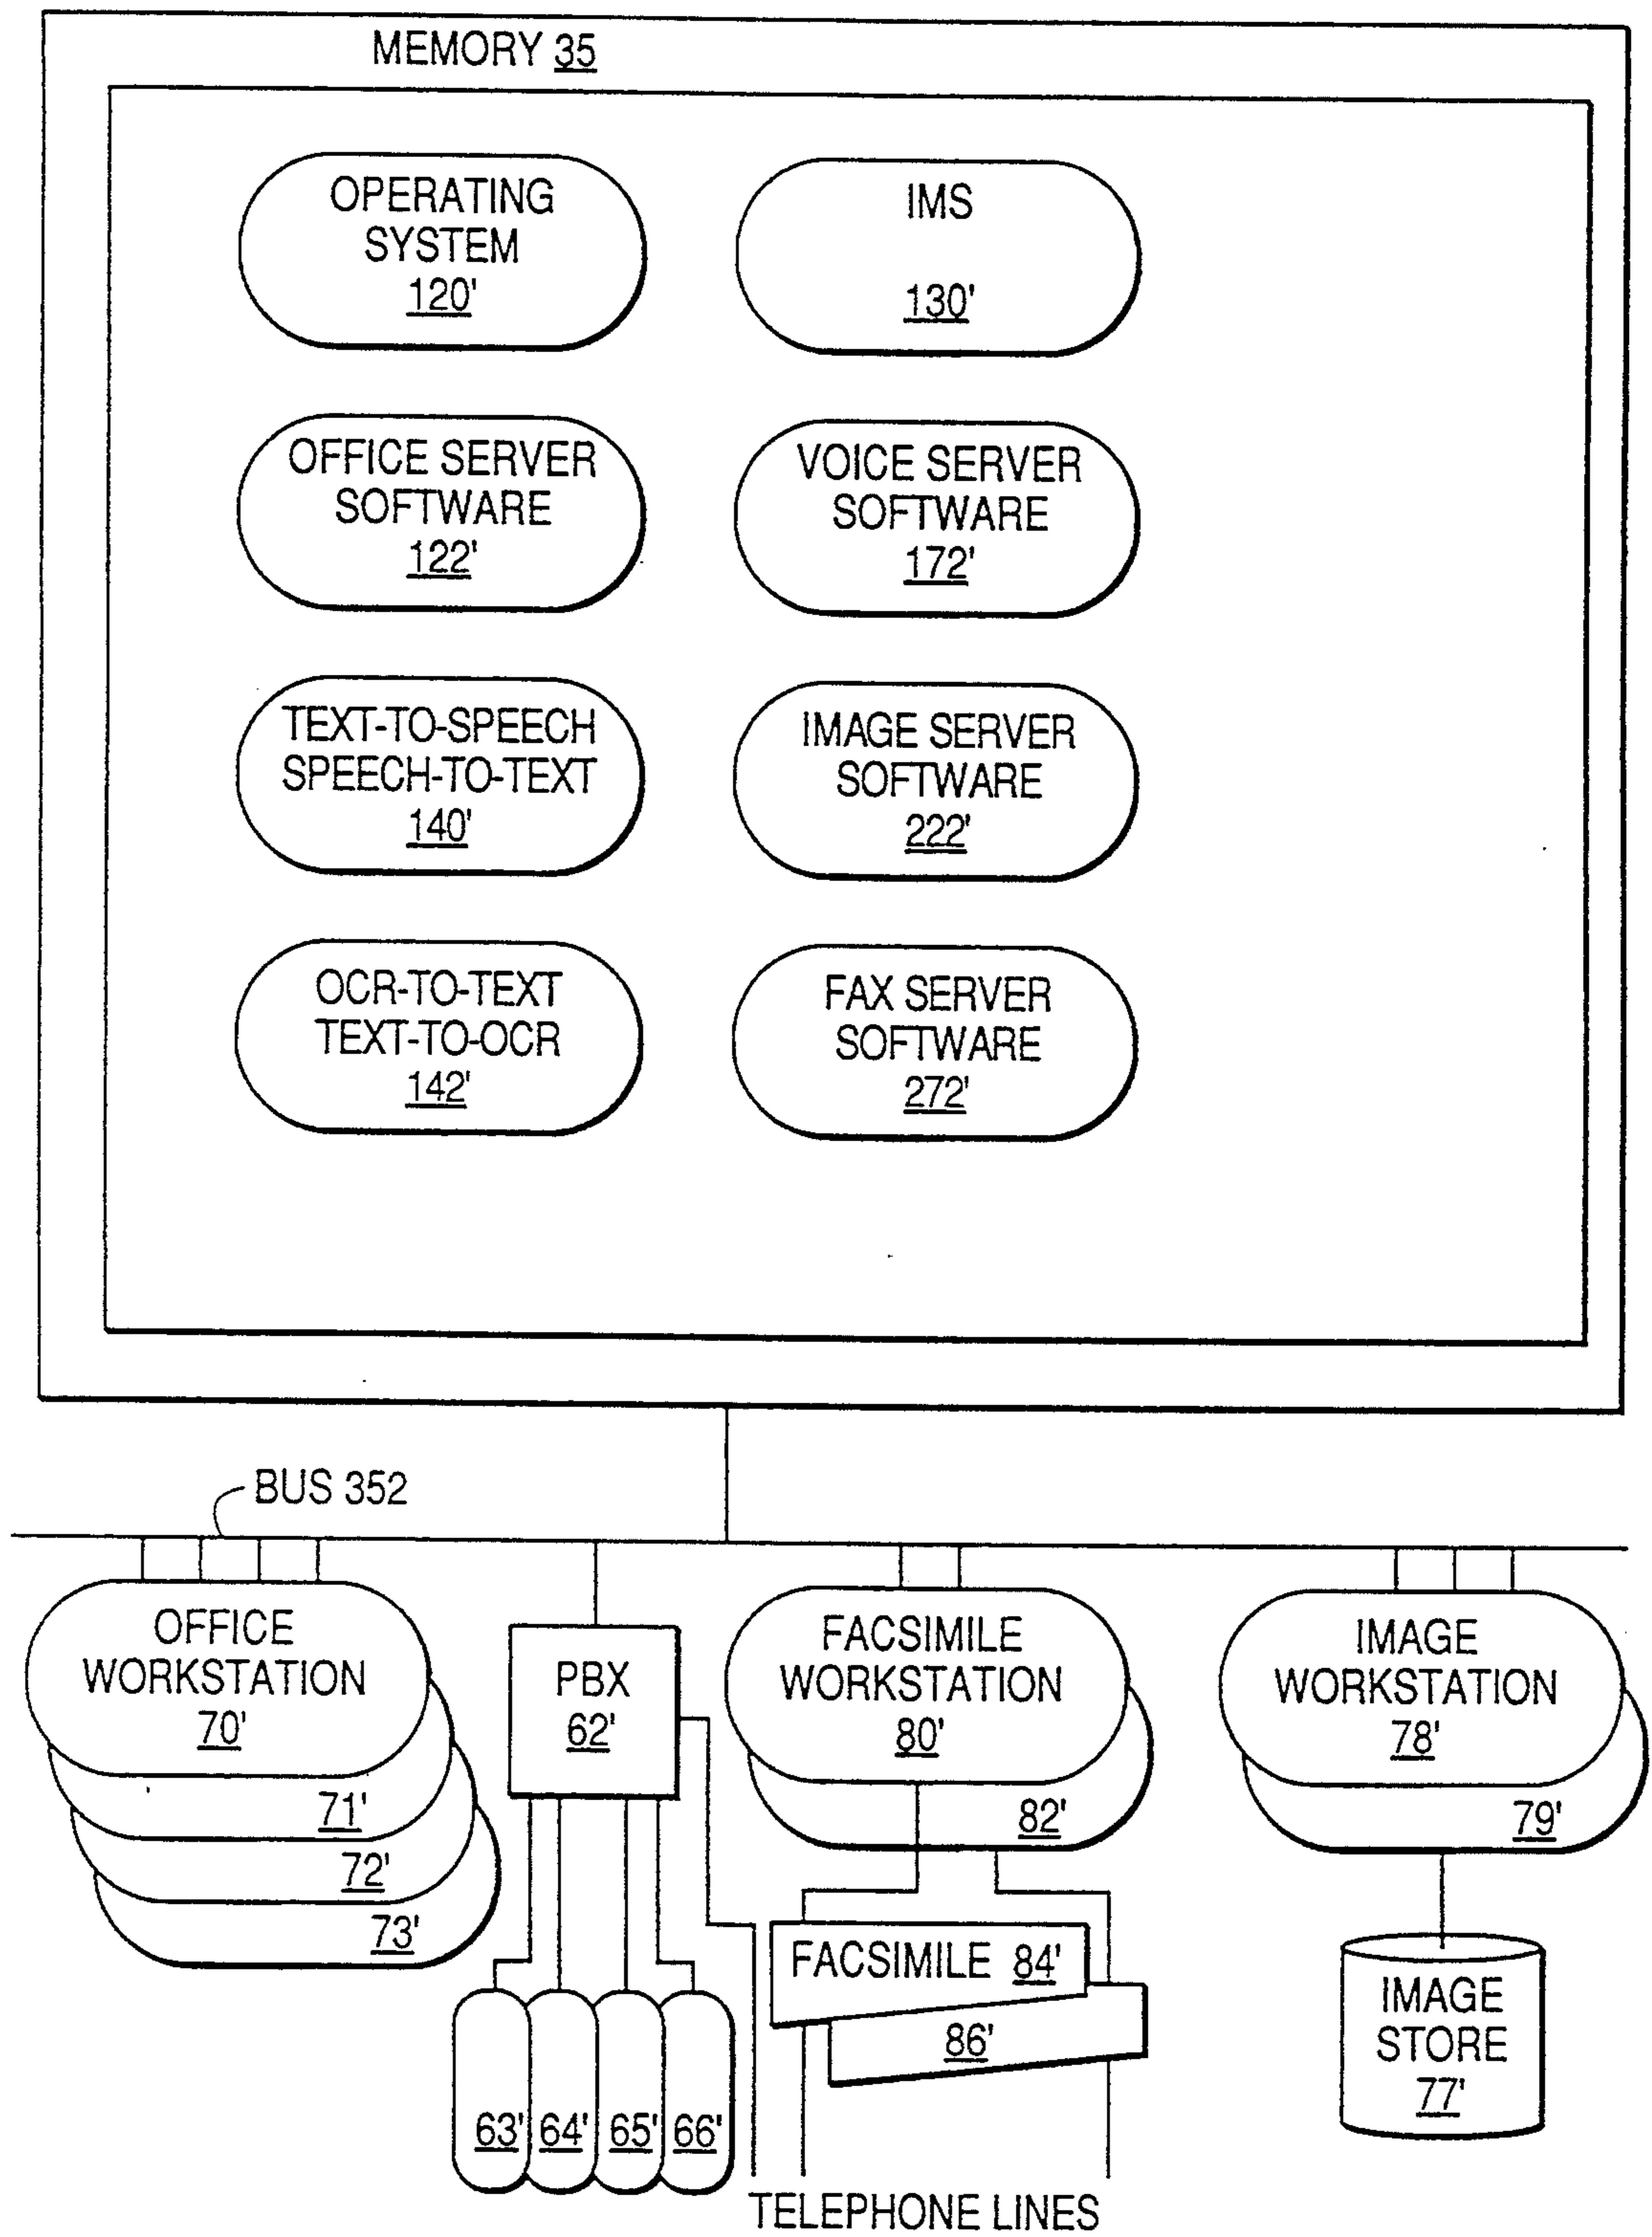 MEMORY 35
OPERATING
SYSTEM
120'
IMS
130'
OFFICE SERVER
SOFTWARE
122'
VOICE SERVER
SOFTWARE
172'
TEXT-TO-SPEECH
SPEECH-TO-TEXT
140'
IMAGE SERVER
SOFTWARE
222'
OCR-TO-TEXT
TEXT-TO-OCR
142'
FAX SERVER
SOFTWARE
272'
BUS 352
OFFICE
WORKSTATION
70'
71'
72'
73'
PBX
62'
63'
64'
65'
66'
FACSIMILE
WORKSTATION
80'
82'
FACSIMILE 84'
86'
IMAGE
WORKSTATION
78'
79'
IMAGE
STORE
77'
TELEPHONE LINES